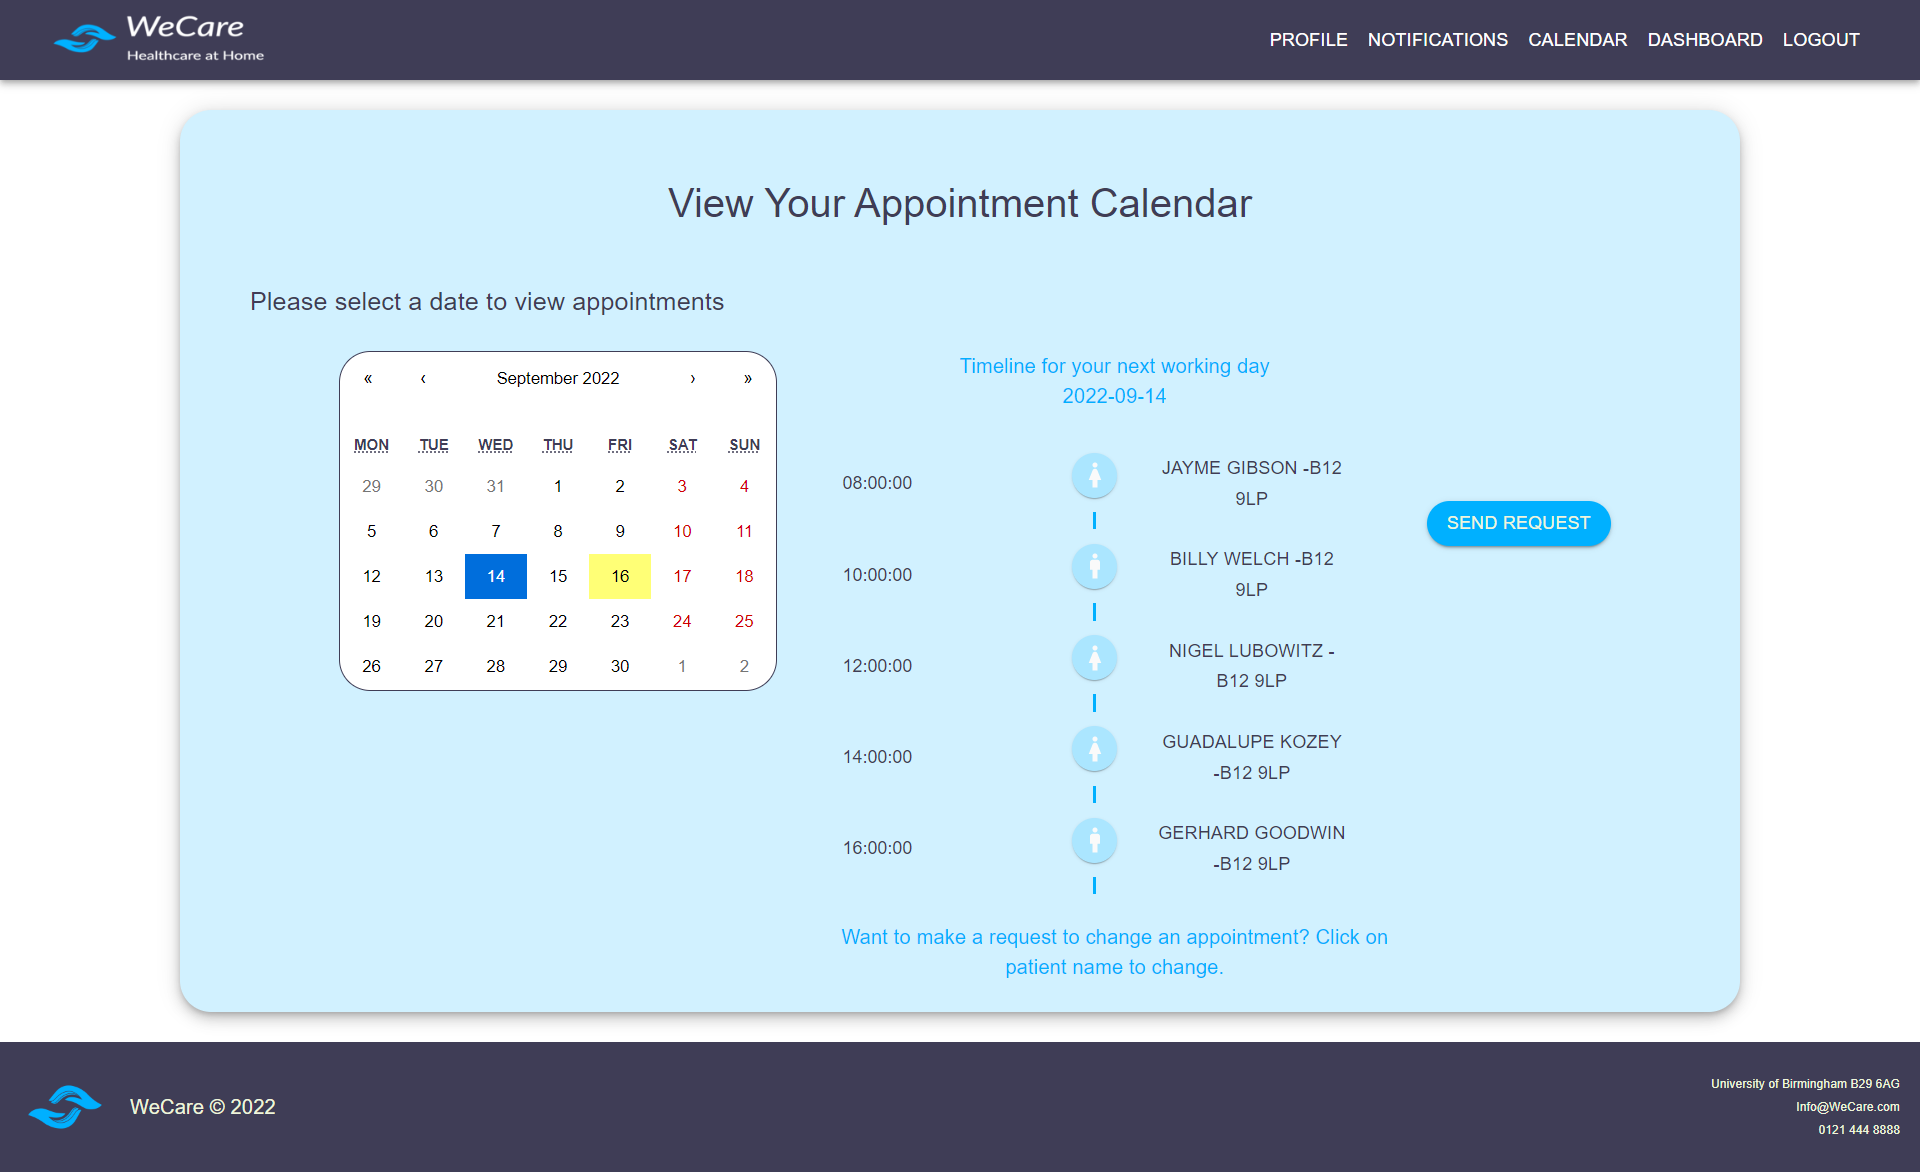 WeCare
Healthcare at Home
PROFILE NOTIFICATIONS CALENDAR DASHBOARD LOGOUT
View Your Appointment Calendar
Please select a date to view appointments
« ‹ September 2022 › »
MON TUE WED THU FRI SAT SUN
29 30 31 1 2 3 4
5 6 7 8 9 10 11
12 13 14 15 16 17 18
19 20 21 22 23 24 25
26 27 28 29 30 1 2
Timeline for your next working day
2022-09-14
08:00:00
JAYME GIBSON -B12
9LP
10:00:00
BILLY WELCH -B12
9LP
12:00:00
NIGEL LUBOWITZ -
B12 9LP
14:00:00
GUADALUPE KOZEY
-B12 9LP
16:00:00
GERHARD GOODWIN
-B12 9LP
SEND REQUEST
Want to make a request to change an appointment? Click on
patient name to change.
WeCare © 2022
University of Birmingham B29 6AG
Info@WeCare.com
0121 444 8888